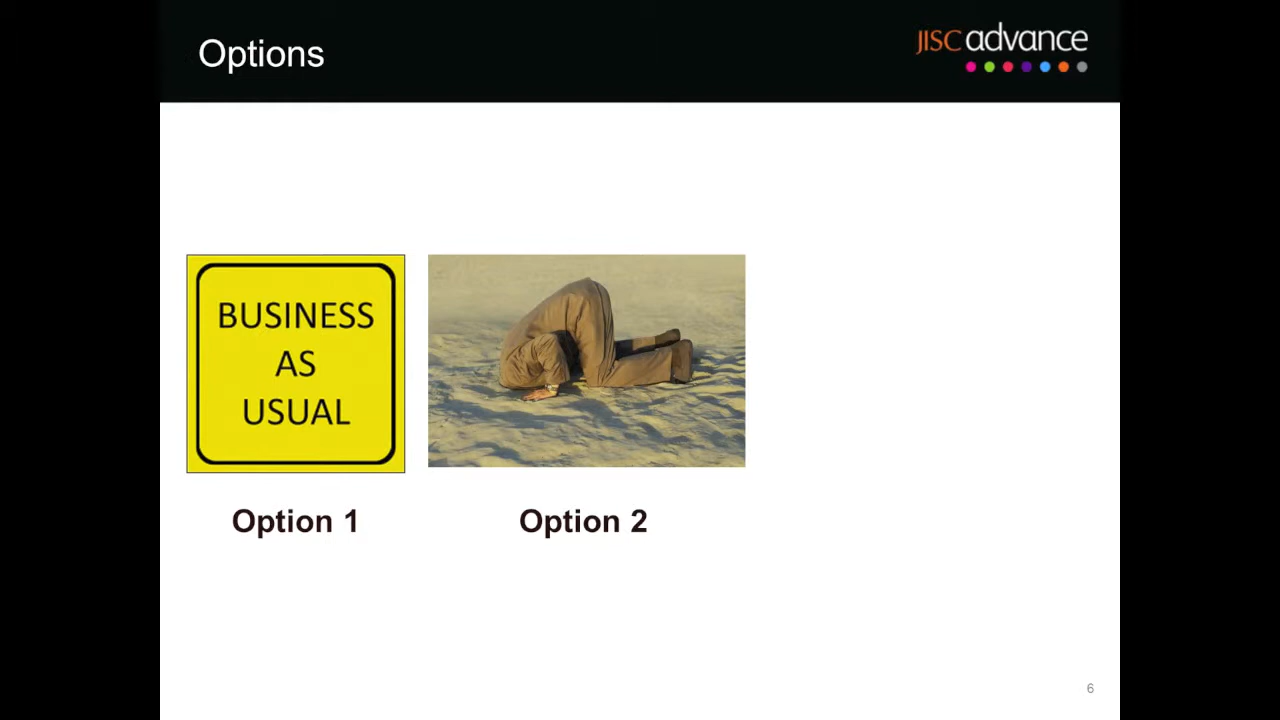 Options
JISC advance
BUSINESS
AS
USUAL
Option 1
Option 2
6